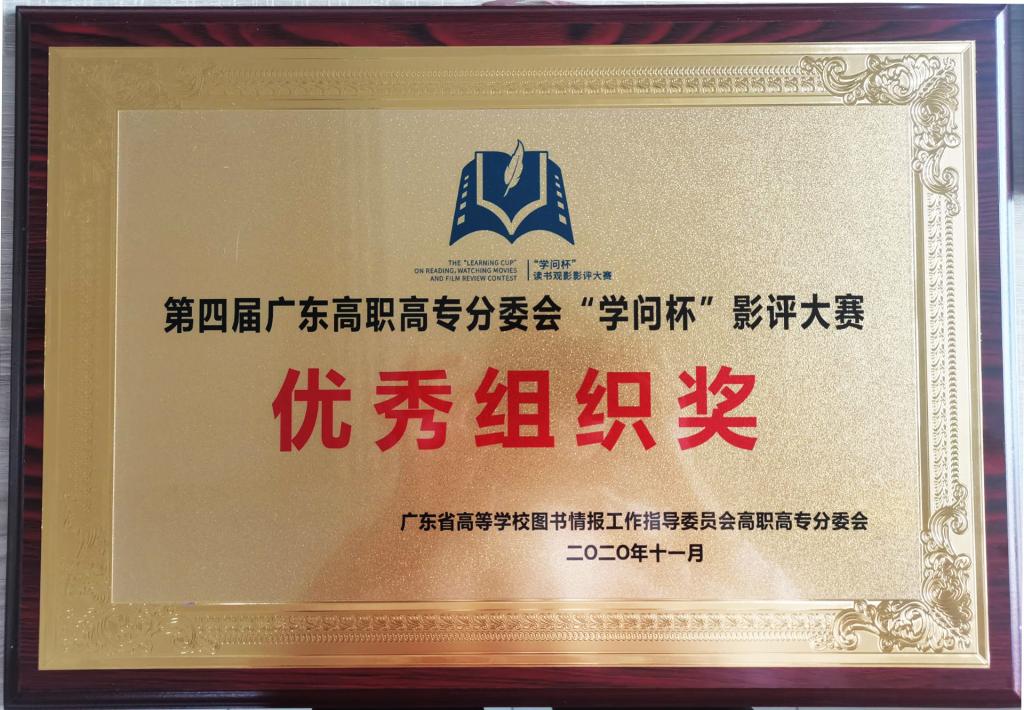 THE "LEARNING CUP"
ON READING, WATCHING MOVIES
AND FILM REVIEW CONTEST
"学问杯"
读书观影影评大赛
第四届广东高职高专分委会“学问杯”影评大赛
优秀组织奖
广东省高等学校图书情报工作指导委员会高职高专分委会
二〇二〇年十一月